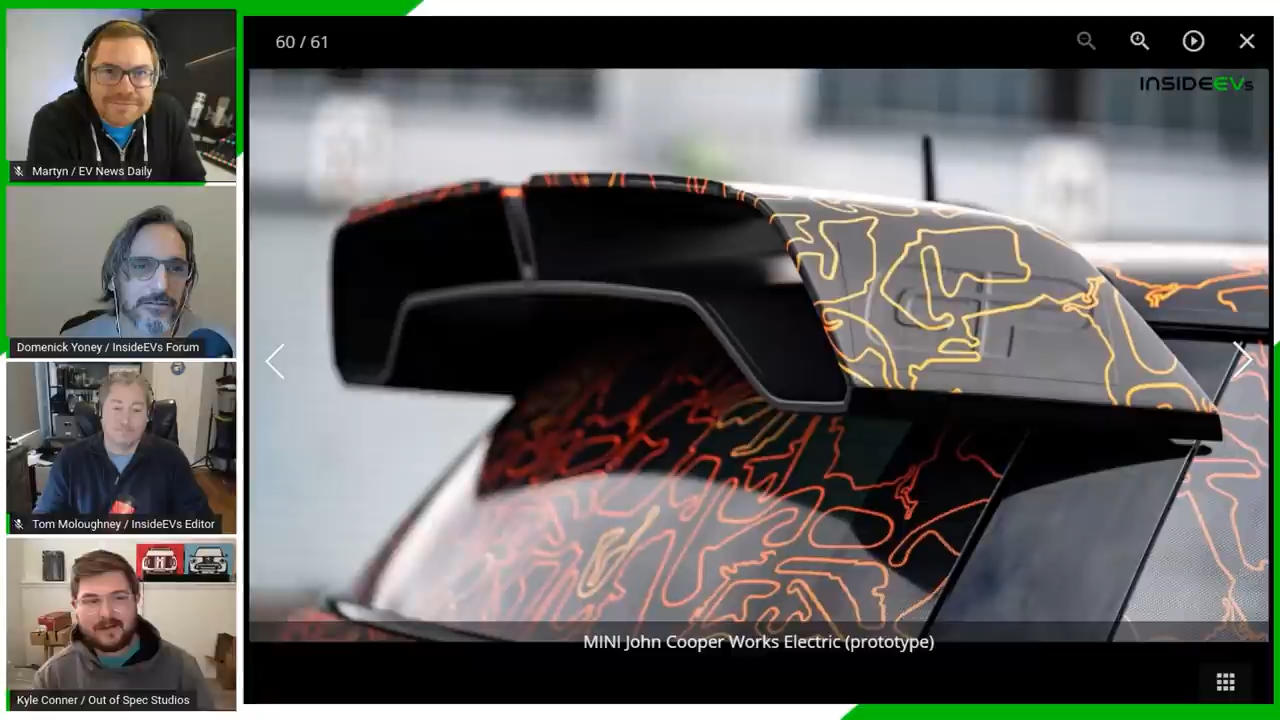 60 / 61
INSIDEEVs
Martyn / EV News Daily
Domenick Yoney / InsideEVs Forum
Tom Moloughney / InsideEVs Editor
Kyle Conner / Out of Spec Studios
MINI John Cooper Works Electric (prototype)